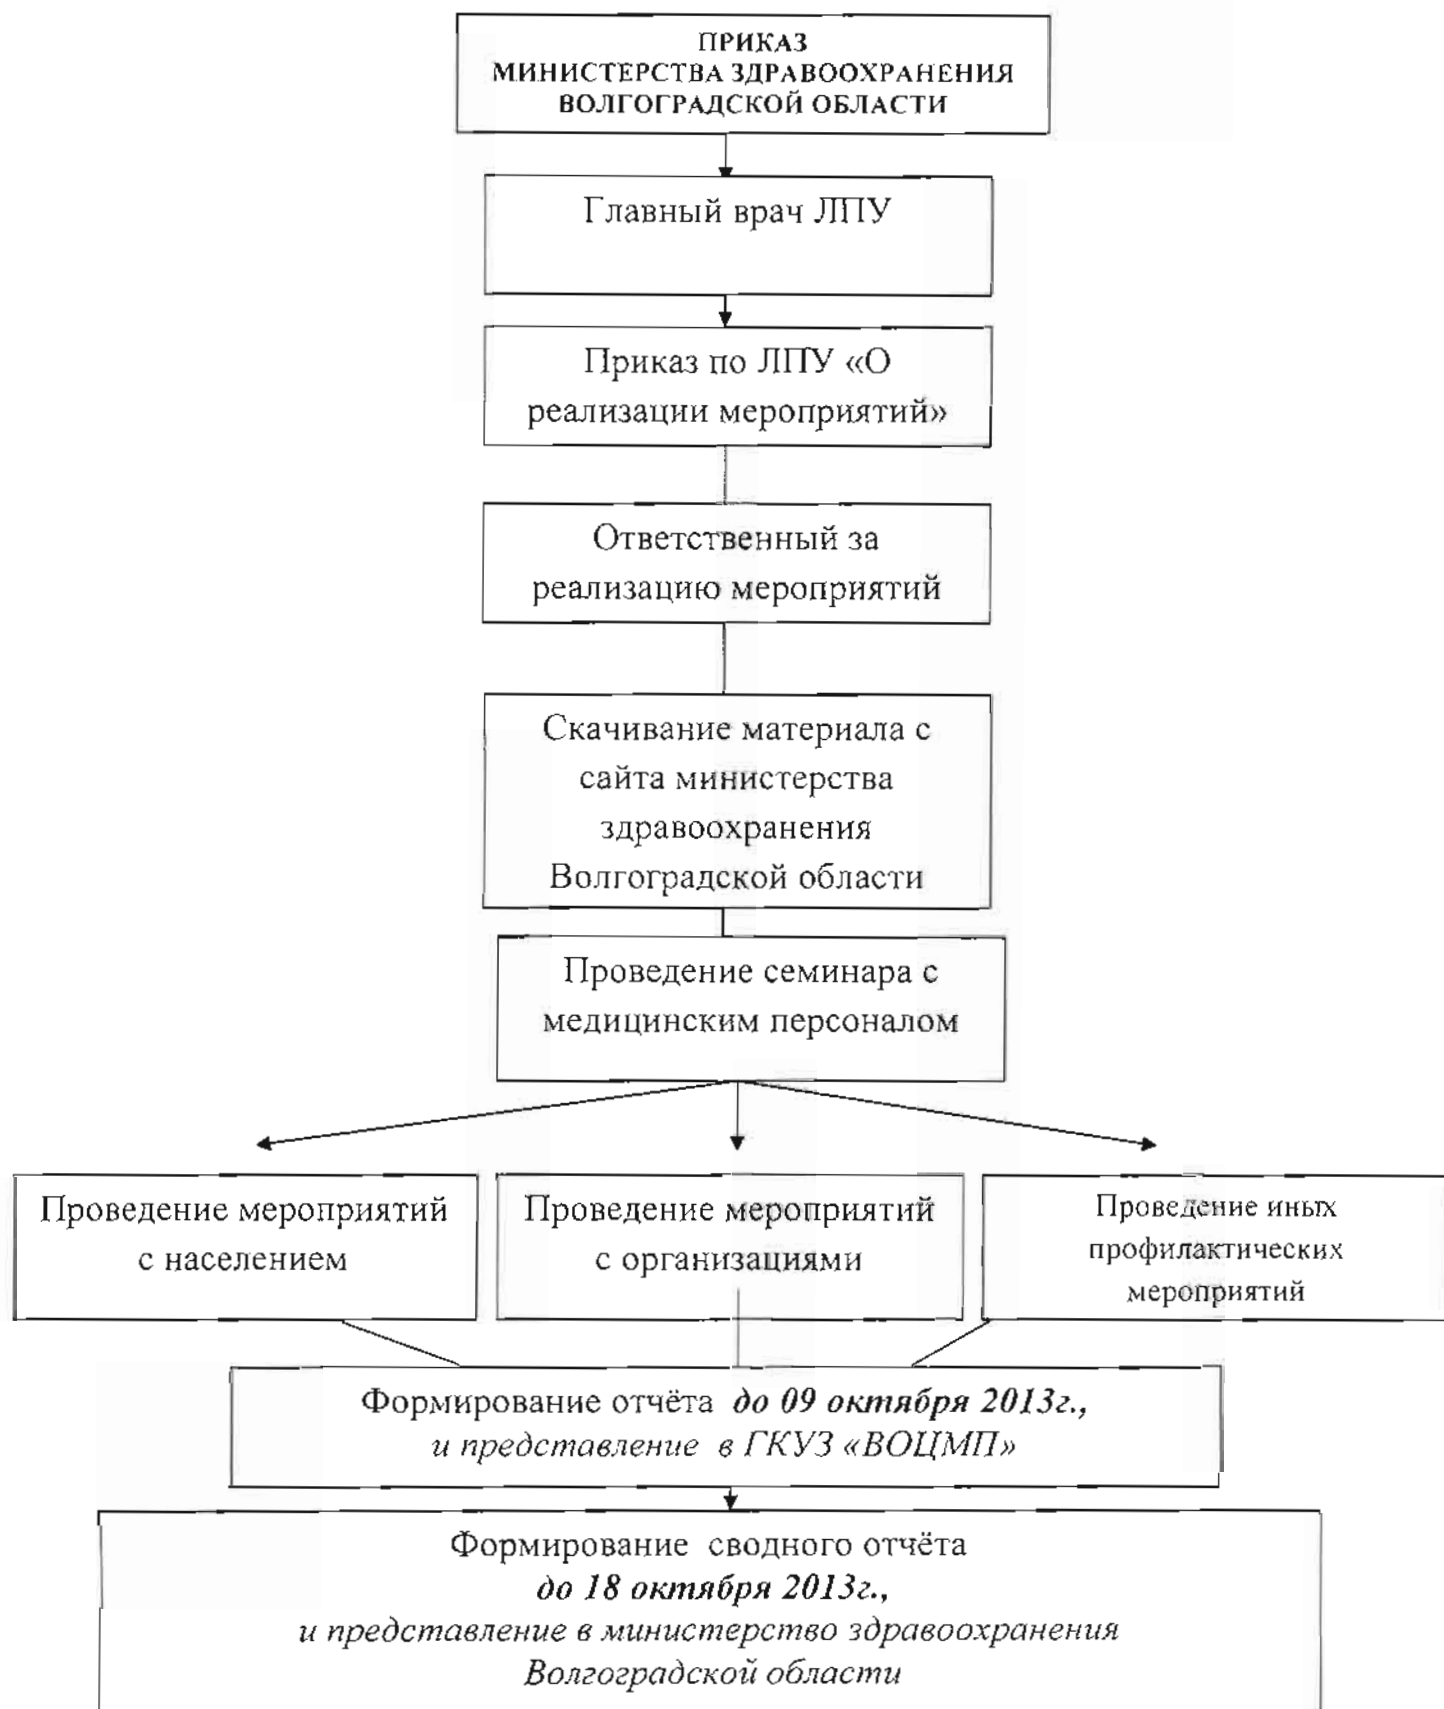 ПРИКАЗ
МИНИСТЕРСТВА ЗДРАВООХРАНЕНИЯ
ВОЛГОГРАДСКОЙ ОБЛАСТИ
Главный врач ЛПУ
Приказ по ЛПУ «О
реализации мероприятий»
Ответственный за
реализацию мероприятий
Скачивание материала с
сайта министерства
здравоохранения
Волгоградской области
Проведение семинара с
медицинским персоналом
Проведение мероприятий
с населением
Проведение мероприятий
с организациями
Проведение иных
профилактических
мероприятий
Формирование отчёта до 09 октября 2013г.,
и представление в ГКУЗ «ВОЦМП»
Формирование сводного отчёта
до 18 октября 2013г.,
и представление в министерство здравоохранения
Волгоградской области